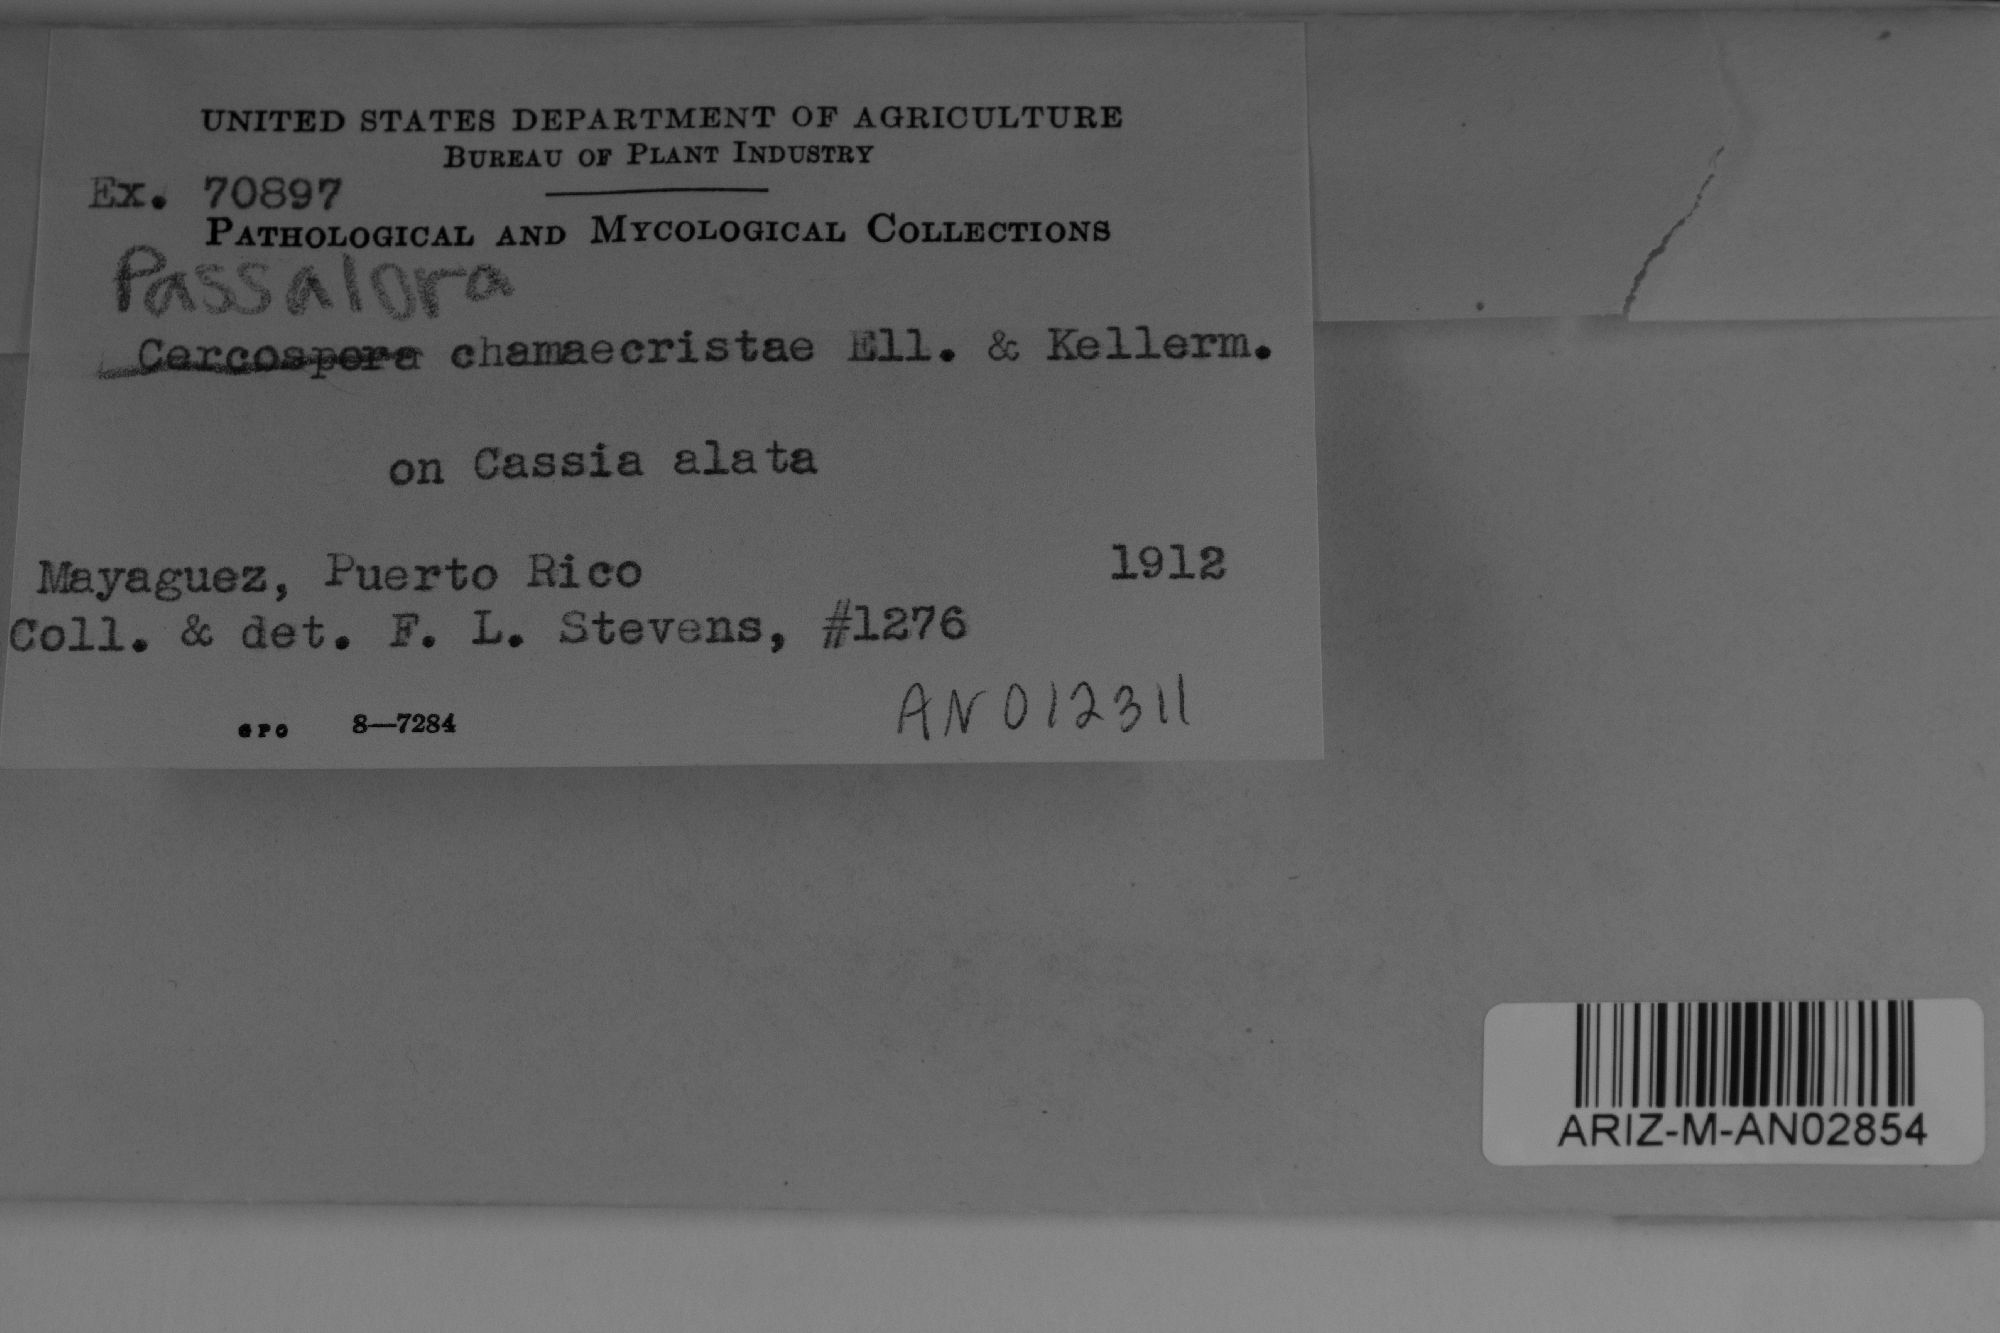 UNITED STATES DEPARTMENT OF AGRICULTURE
BUREAU OF PLANT INDUSTRY
Ex. 70897
PATHOLOGICAL AND MYCOLOGICAL COLLECTIONS
Passalora
Cercospora chamaecristae Ell. & Kellerm.
on Cassia alata
Mayaguez, Puerto Rico 1912
Coll. & det. F. L. Stevens, #1276
AN012311
GPO 8—7284
ARIZ-M-AN02854